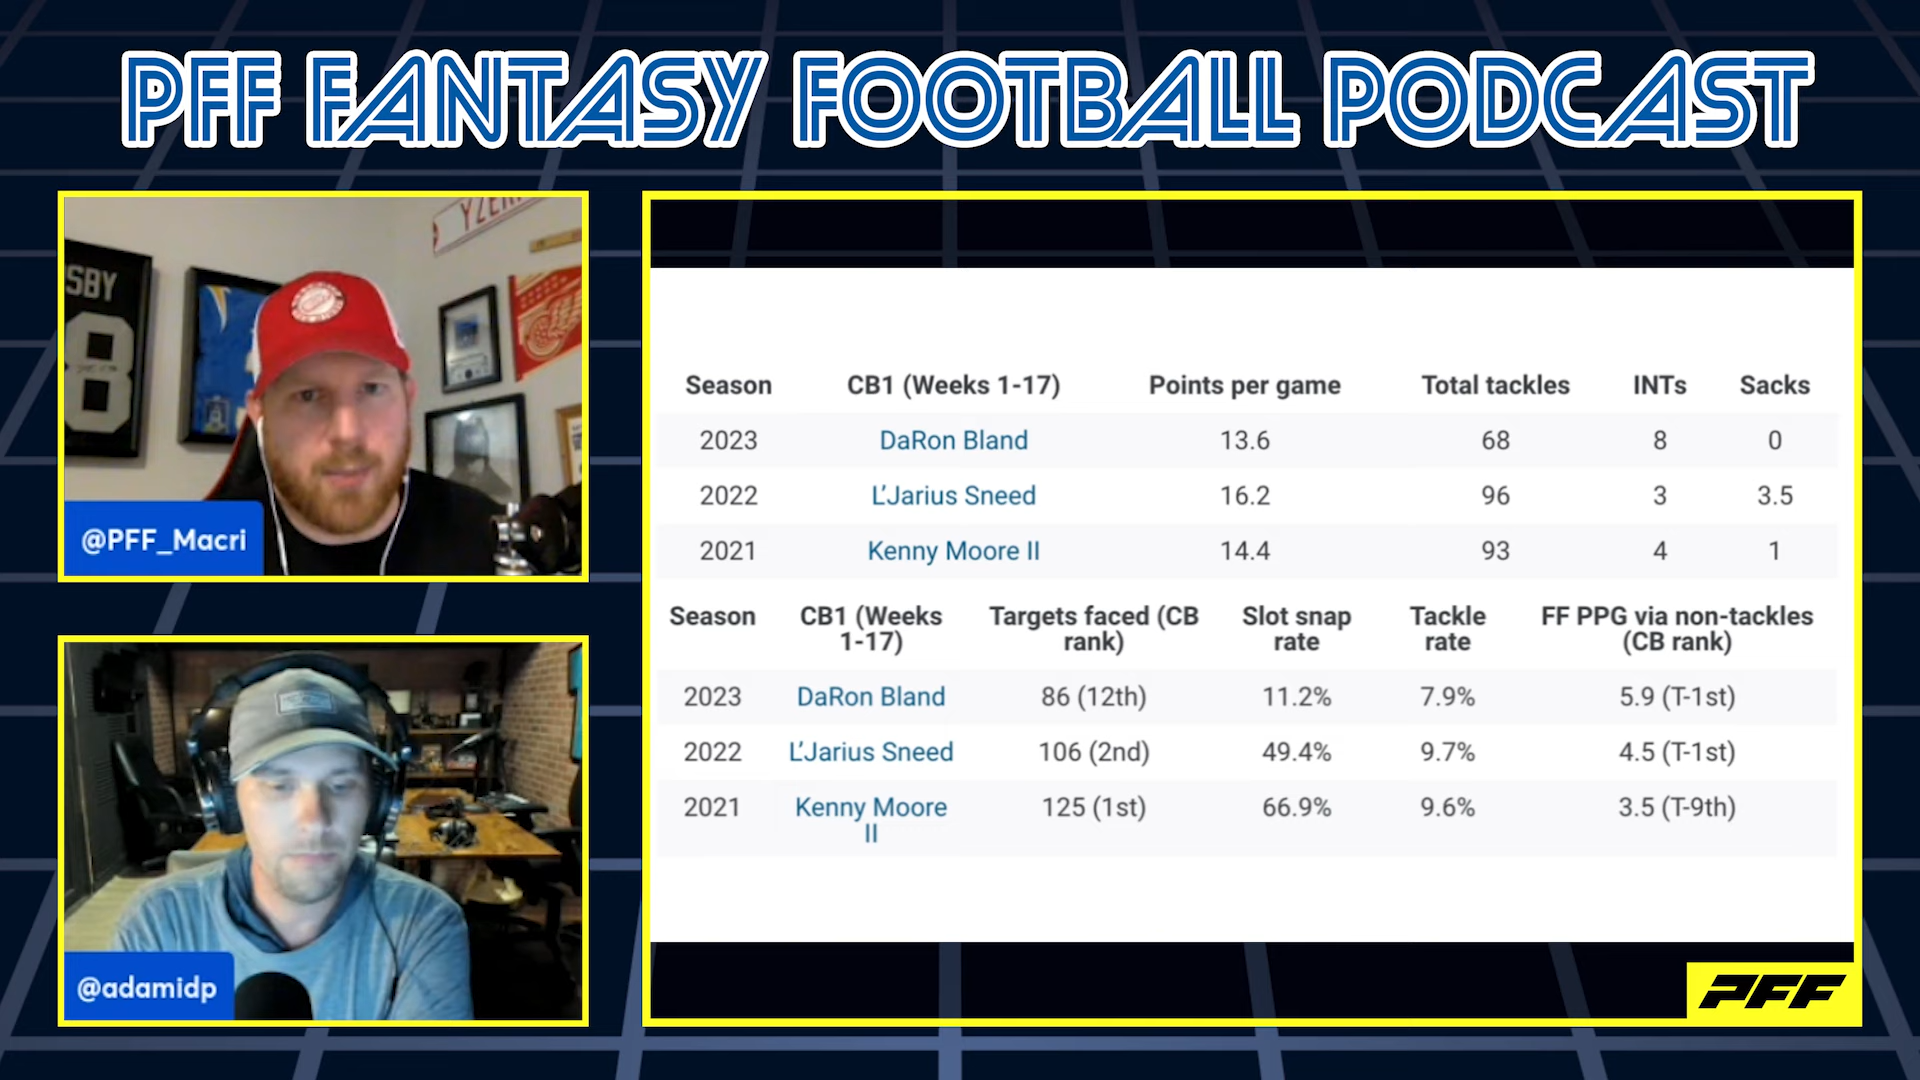 PFF FANTASY FOOTBALL PODCAST
YZER
SBY
8
@PFF_Macri
@adamidp
Season CB1 (Weeks 1-17) Points per game Total tackles INTs Sacks
2023 DaRon Bland 13.6 68 8 0
2022 L'Jarius Sneed 16.2 96 3 3.5
2021 Kenny Moore II 14.4 93 4 1
Season CB1 (Weeks Targets faced (CB Slot snap Tackle FF PPG via non-tackles
1-17) rank) rate rate (CB rank)
2023 DaRon Bland 86 (12th) 11.2% 7.9% 5.9 (T-1st)
2022 L'Jarius Sneed 106 (2nd) 49.4% 9.7% 4.5 (T-1st)
2021 Kenny Moore 125 (1st) 66.9% 9.6% 3.5 (T-9th)
II
PFF